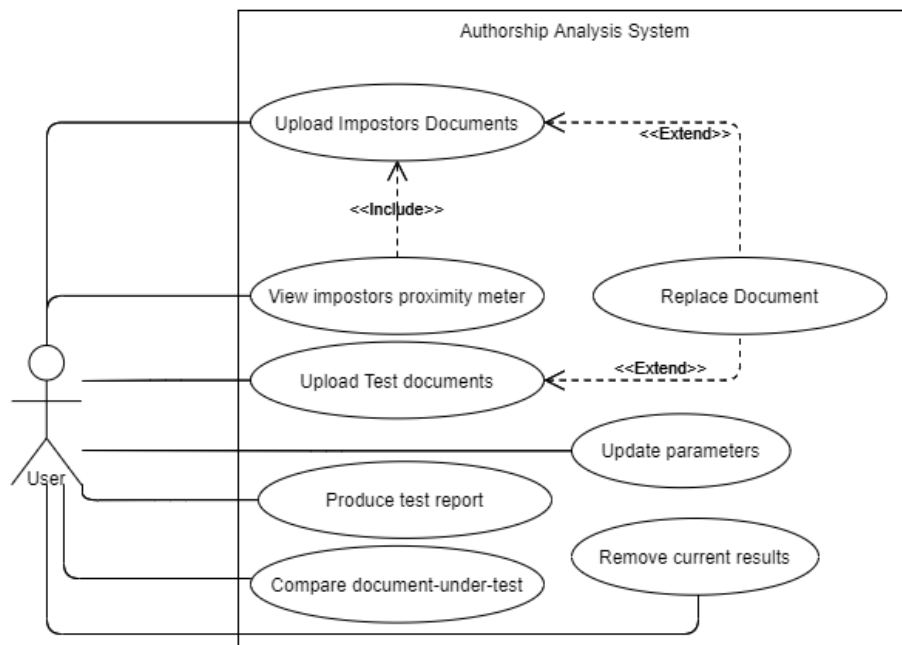 Authorship Analysis System
Upload Impostors Documents
<<Extend>>
<<Include>>
View impostors proximity meter
Replace Document
Upload Test documents
<<Extend>>
Update parameters
User
Produce test report
Remove current results
Compare document-under-test